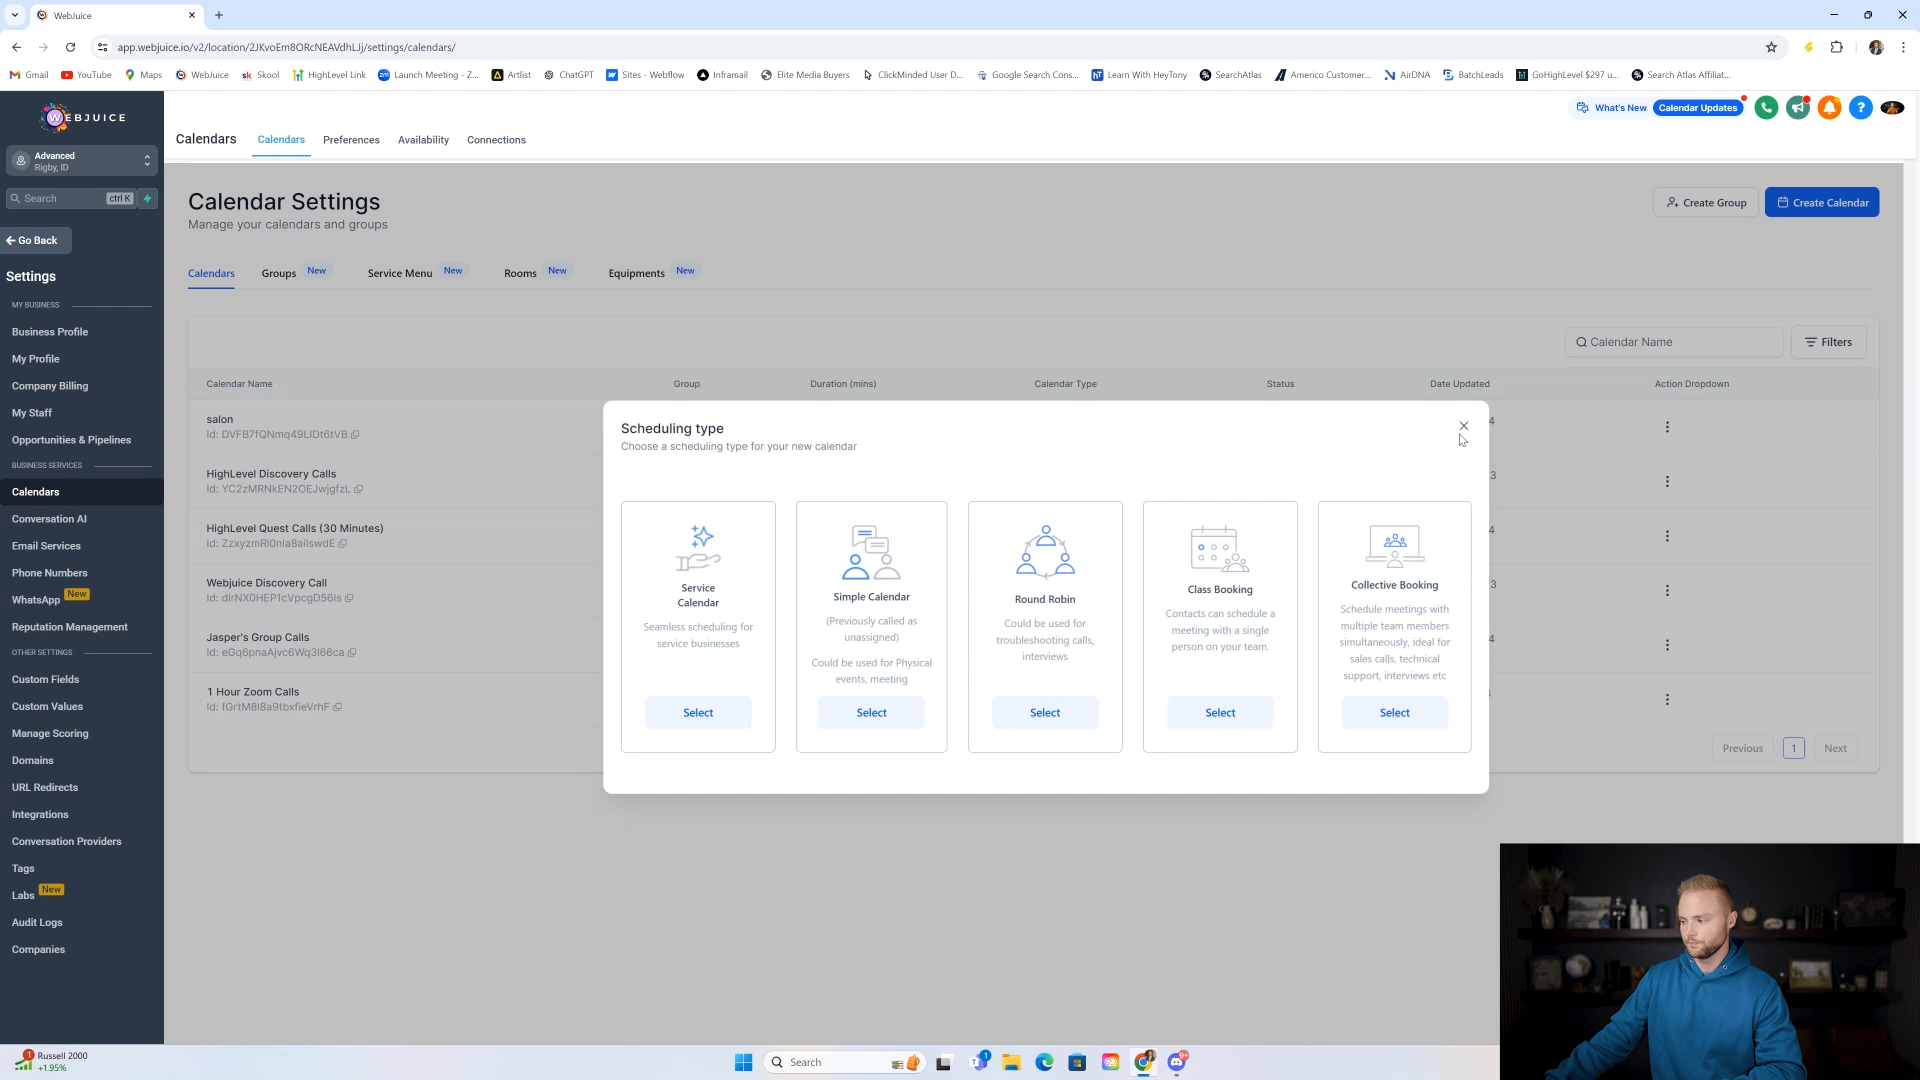 WebJuice
app.webjuice.io/v2/location/2JKvoEm8ORcNEAVdhLJj/settings/calendars/
Gmail
YouTube
Maps
WebJuice
Skool
HighLevel Link
Launch Meeting - Z...
Artlist
ChatGPT
Sites - Webflow
Inframail
Elite Media Buyers
ClickMinded User D...
Google Search Cons...
Learn With HeyTony
SearchAtlas
Americo Customer...
AirDNA
BatchLeads
GoHighLevel $297 u...
Search Atlas Affiliat...
WEBJUICE
Advanced
Rigby, ID
Search
ctrl K
Go Back
Settings
MY BUSINESS
Business Profile
My Profile
Company Billing
My Staff
Opportunities & Pipelines
BUSINESS SERVICES
Calendars
Conversation AI
Email Services
Phone Numbers
WhatsApp New
Reputation Management
OTHER SETTINGS
Custom Fields
Custom Values
Manage Scoring
Domains
URL Redirects
Integrations
Conversation Providers
Tags
Labs New
Audit Logs
Companies
What's New
Calendar Updates
Calendars
Calendars
Preferences
Availability
Connections
Calendar Settings
Manage your calendars and groups
Create Group
Create Calendar
Calendars
Groups New
Service Menu New
Rooms New
Equipments New
Calendar Name
Filters
Calendar Name
Group
Duration (mins)
Calendar Type
Status
Date Updated
Action Dropdown
salon
Id: DVFB7fQNmq49LIDt6tVB
4
HighLevel Discovery Calls
Id: YC2zMRNkEN2OEJwjgfzL
3
HighLevel Quest Calls (30 Minutes)
Id: ZzxyzmRl0nIa8ailswdE
4
Webjuice Discovery Call
Id: dlrNX0HEP1cVpcgD56ls
3
Jasper's Group Calls
Id: eGq6pnaAjvc6Wq3l66ca
4
1 Hour Zoom Calls
Id: fGrtM8l8a9tbxfieVrhF
Previous
1
Next
Scheduling type
Choose a scheduling type for your new calendar
Service
Calendar
Seamless scheduling for
service businesses
Select
Simple Calendar
(Previously called as
unassigned)
Could be used for Physical
events, meeting
Select
Round Robin
Could be used for
troubleshooting calls,
interviews
Select
Class Booking
Contacts can schedule a
meeting with a single
person on your team.
Select
Collective Booking
Schedule meetings with
multiple team members
simultaneously, ideal for
sales calls, technical
support, interviews etc
Select
1
Russell 2000
+1.95%
Search
1
9+